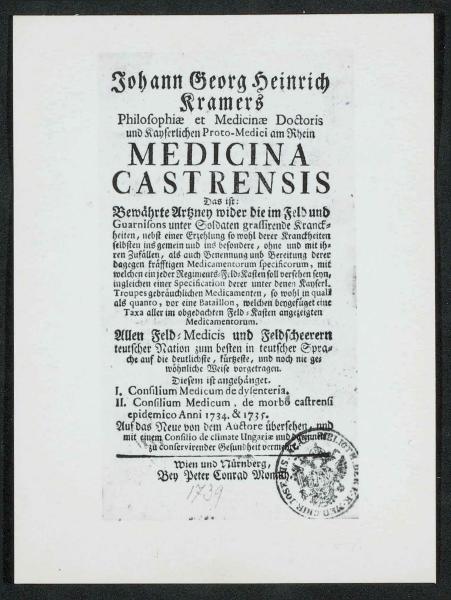 Johann Georg Heinrich
Kramers
Philosophiæ et Medicinæ Doctoris
und Kayserlichen Proto-Medici am Rhein
MEDICINA
CASTRENSIS
Das ist:
Bewährte Artzney wider die im Feld und
Guarnisons unter Soldaten grassirende Kranck-
heiten, nebst einer Erzehlung so wohl derer Kranckheiten
selbsten ins gemein und ins besondere, ohne und mit ih-
ren Zufällen, als auch Benennung und Bereitung derer
dagegen kräfftigen Medicamentorum specificorum, mit
welchen ein jeder Regiments-Feld-Kasten soll versehen seyn,
ingleichen einer Specification derer unter denen Kayserl.
Troupes gebräuchlichen Medicamenten, so wohl in quali
als quanto, vor eine Bataillon, welchen beygefüget eine
Taxa aller im obgedachten Feld-Kasten angezeigten
Medicamentorum.
Allen Feld-Medicis und Feldscheerern
teutscher Nation zum besten in teutscher Spra-
che auf die deutlichste, kürtzeste, und noch nie ge-
wöhnliche Weise vorgetragen.
Diesem ist angehänget.
I. Consilium Medicum de dysenteria.
II. Consilium Medicum, de morbo castrensi
epidemico Anni 1734. & 1735.
Auf das Neue von dem Auctore übersehen, und
mit einem Consilio de climate Ungariæ und
zu conservirender Gesundheit vermehrt.
Wien und Nürnberg,
Bey Peter Conrad
1739